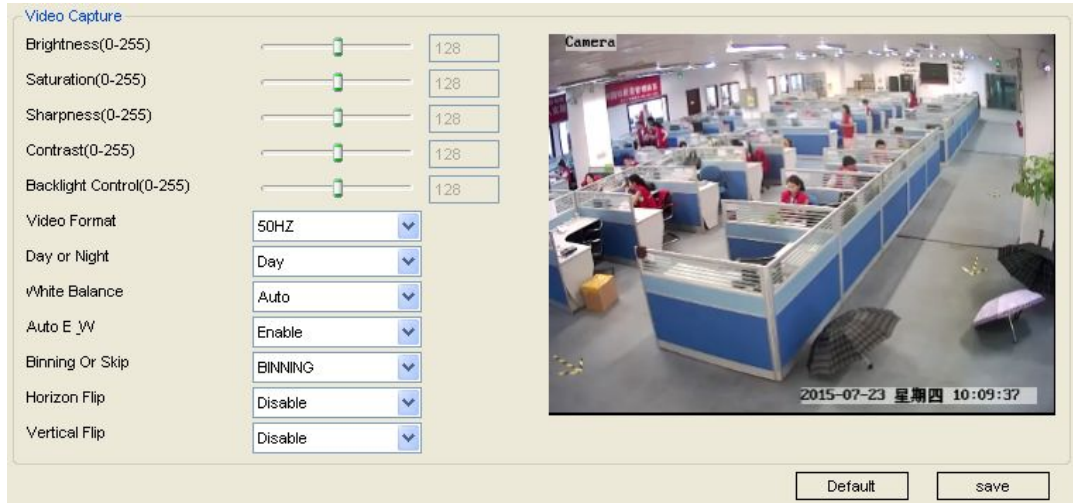 Video Capture
Brightness(0-255) 128
Saturation(0-255) 128
Sharpness(0-255) 128
Contrast(0-255) 128
Backlight Control(0-255) 128
Video Format 50HZ
Day or Night Day
White Balance Auto
Auto E_W Enable
Binning Or Skip BINNING
Horizon Flip Disable
Vertical Flip Disable
Camera
2015-07-23 星期四 10:09:37
Default save